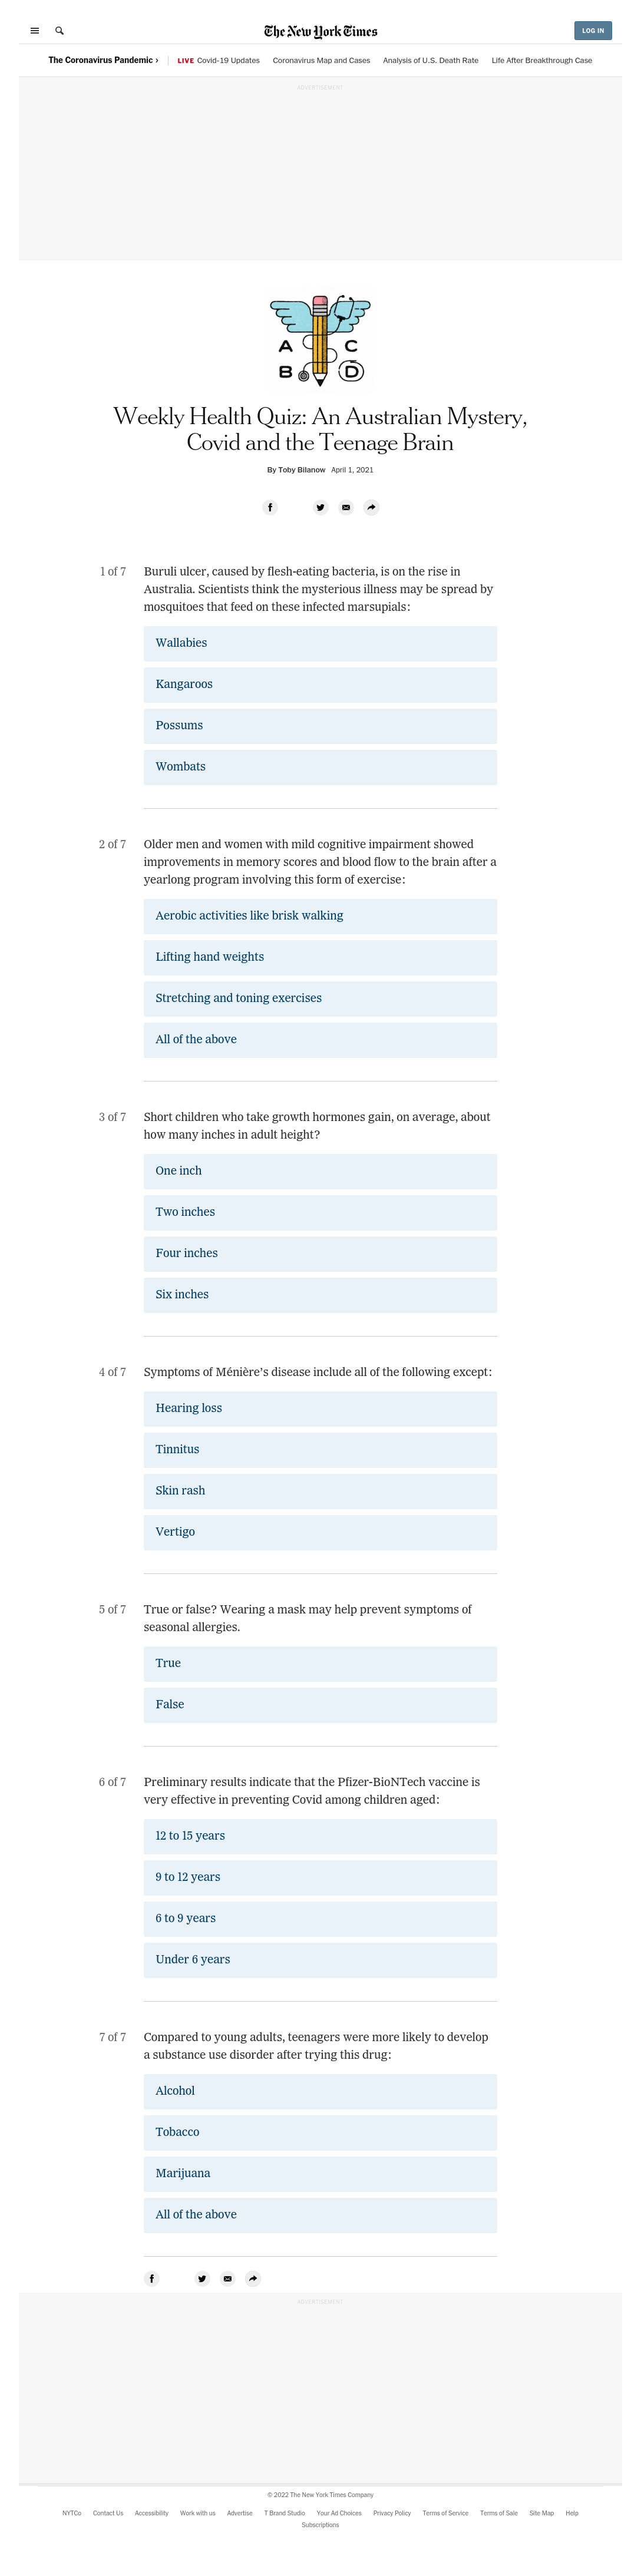 The New York Times
LOG IN
The Coronavirus Pandemic ›
LIVE Covid-19 Updates
Coronavirus Map and Cases
Analysis of U.S. Death Rate
Life After Breakthrough Case
ADVERTISEMENT
A C
B D
Weekly Health Quiz: An Australian Mystery,
Covid and the Teenage Brain
By Toby Bilanow April 1, 2021
1 of 7
Buruli ulcer, caused by flesh-eating bacteria, is on the rise in
Australia. Scientists think the mysterious illness may be spread by
mosquitoes that feed on these infected marsupials:
Wallabies
Kangaroos
Possums
Wombats
2 of 7
Older men and women with mild cognitive impairment showed
improvements in memory scores and blood flow to the brain after a
yearlong program involving this form of exercise:
Aerobic activities like brisk walking
Lifting hand weights
Stretching and toning exercises
All of the above
3 of 7
Short children who take growth hormones gain, on average, about
how many inches in adult height?
One inch
Two inches
Four inches
Six inches
4 of 7
Symptoms of Ménière’s disease include all of the following except:
Hearing loss
Tinnitus
Skin rash
Vertigo
5 of 7
True or false? Wearing a mask may help prevent symptoms of
seasonal allergies.
True
False
6 of 7
Preliminary results indicate that the Pfizer-BioNTech vaccine is
very effective in preventing Covid among children aged:
12 to 15 years
9 to 12 years
6 to 9 years
Under 6 years
7 of 7
Compared to young adults, teenagers were more likely to develop
a substance use disorder after trying this drug:
Alcohol
Tobacco
Marijuana
All of the above
ADVERTISEMENT
© 2022 The New York Times Company
NYTCo Contact Us Accessibility Work with us Advertise T Brand Studio Your Ad Choices Privacy Policy Terms of Service Terms of Sale Site Map Help
Subscriptions